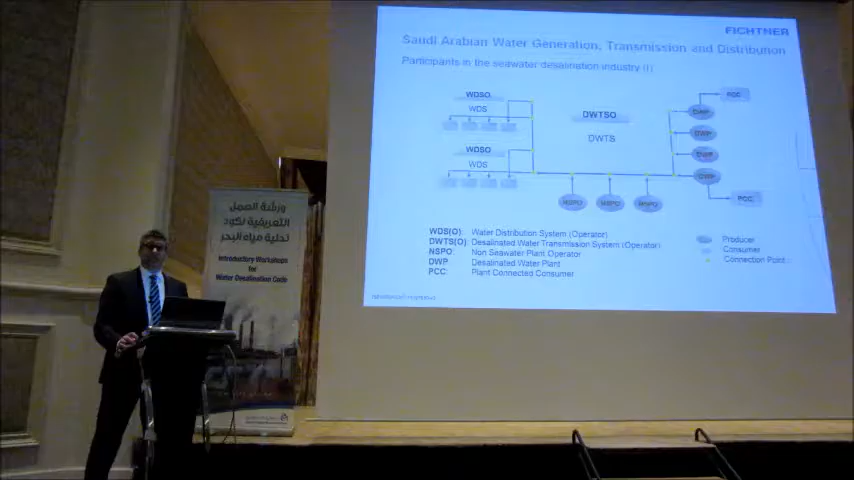 FICHTNER
Saudi Arabian Water Generation, Transmission and Distribution
Participants in the seawater desalination industry (I)
WDSO
WDS
WDSO
WDS
DWTSO
DWTS
PCC
DWP
DWP
DWP
DWP
PCC
NSPO
NSPO
NSPO
WDS(O): Water Distribution System (Operator)
DWTS(O): Desalinated Water Transmission System (Operator)
NSPO: Non Seawater Plant Operator
DWP Desalinated Water Plant
PCC: Plant Connected Consumer
Producer
Consumer
Connection Point
ورشة العمل
التعريفية لكود
تحلية مياه البحر
Introductory Workshops
for
Water Desalination Code